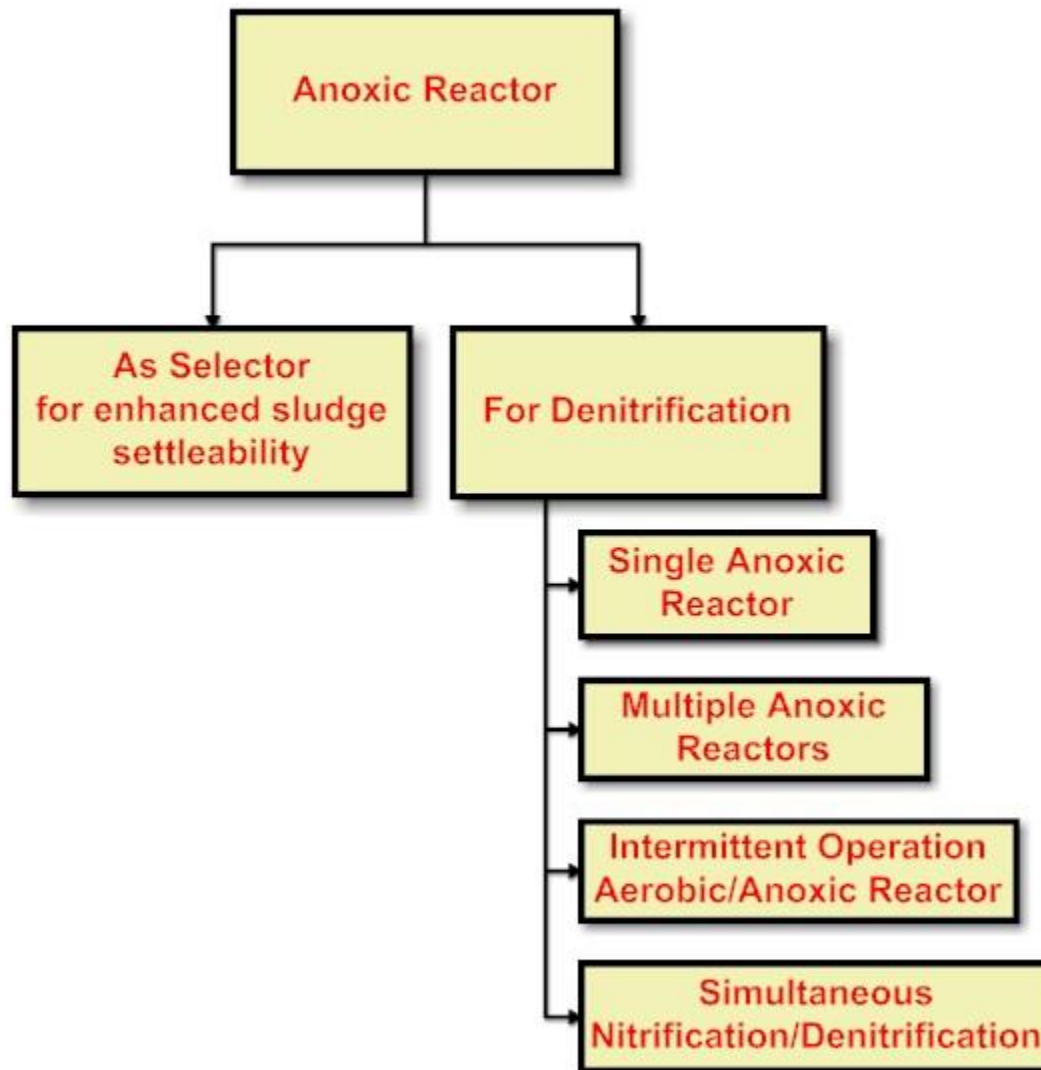 Anoxic Reactor
As Selector
for enhanced sludge
settleability
For Denitrification
Single Anoxic
Reactor
Multiple Anoxic
Reactors
Intermittent Operation
Aerobic/Anoxic Reactor
Simultaneous
Nitrification/Denitrification